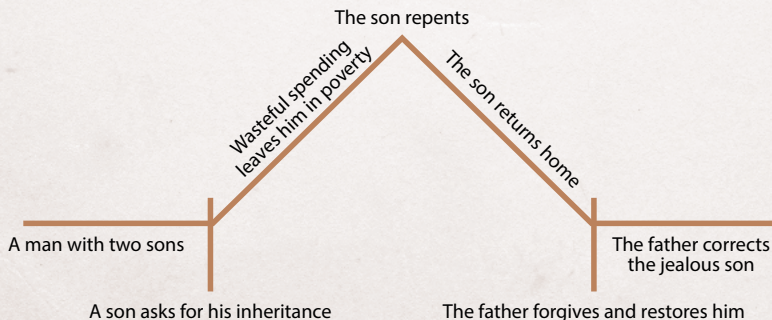 The son repents
Wasteful spending
leaves him in poverty
The son returns home
A man with two sons
The father corrects
the jealous son
A son asks for his inheritance
The father forgives and restores him